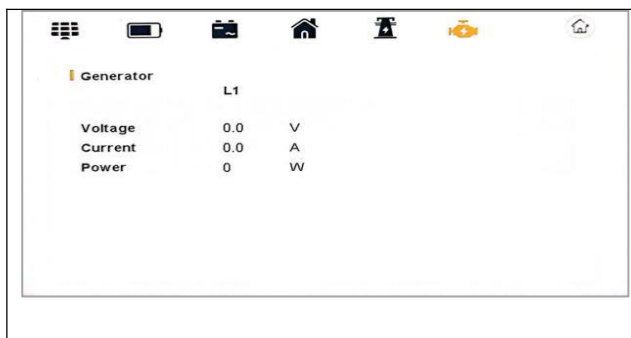 Generator
L1
Voltage 0.0 V
Current 0.0 A
Power 0 W